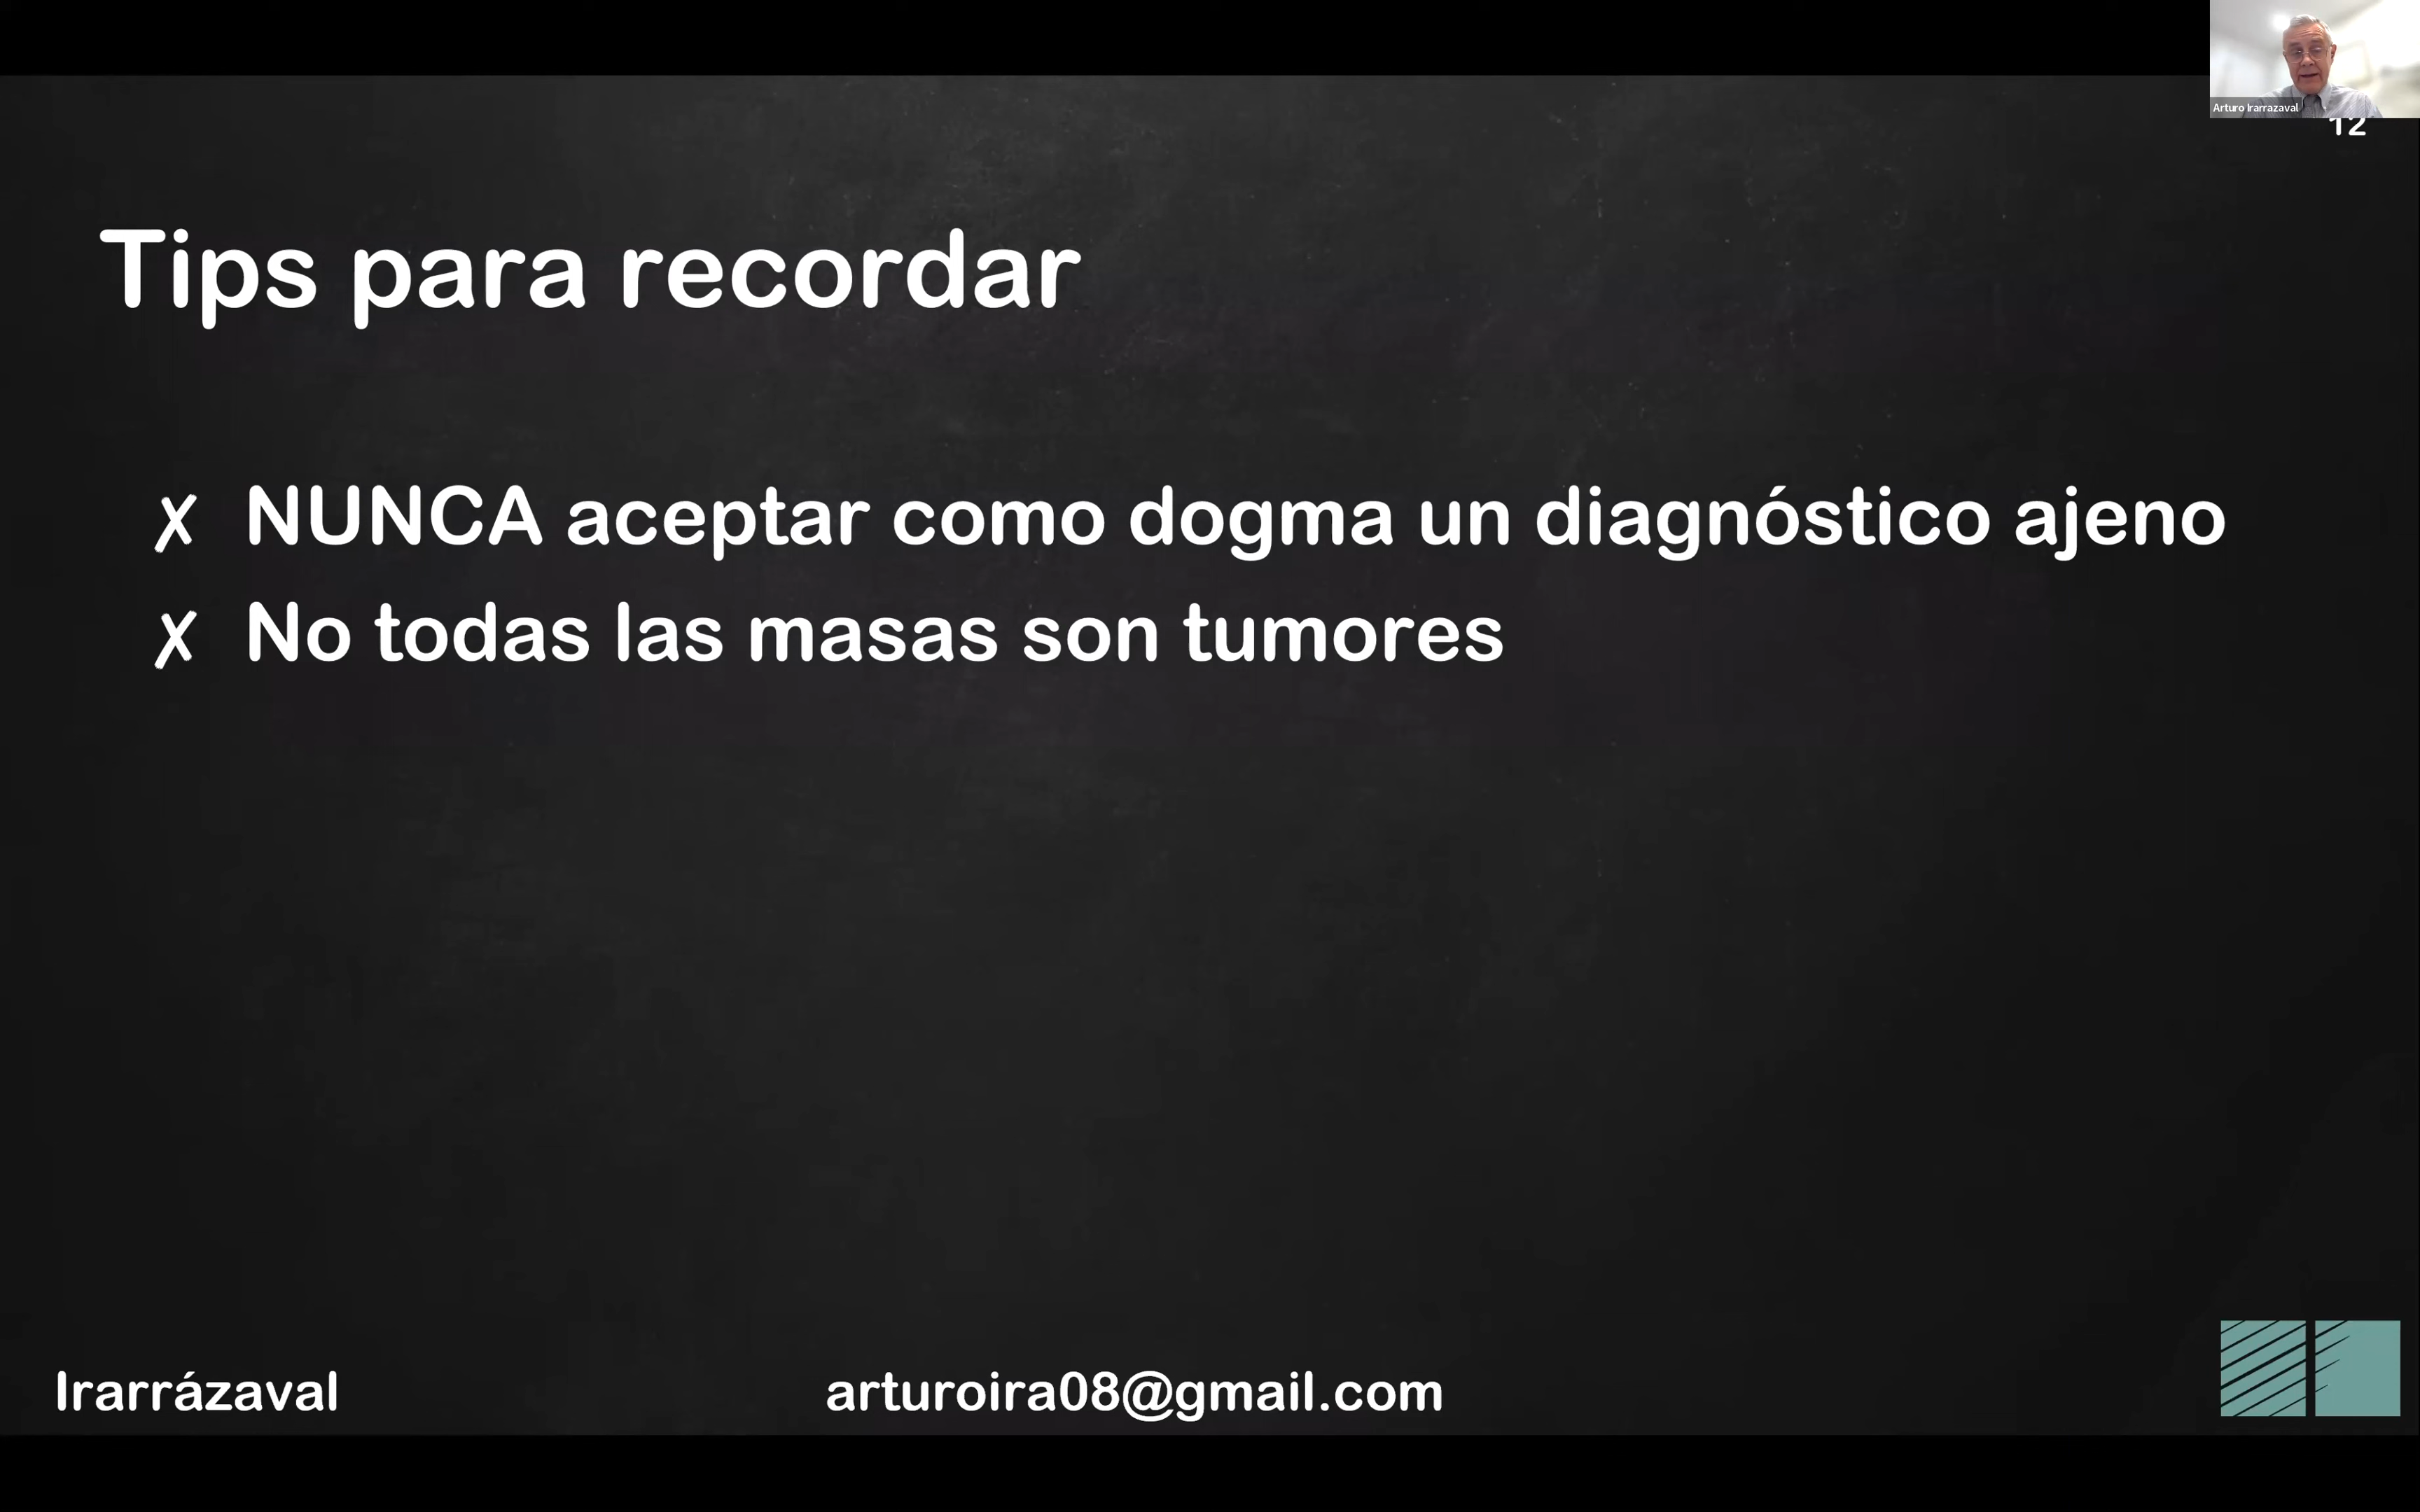 Arturo Irarrazaval
12
Tips para recordar
✗ NUNCA aceptar como dogma un diagnóstico ajeno
✗ No todas las masas son tumores
Irarrázaval
arturoira08@gmail.com